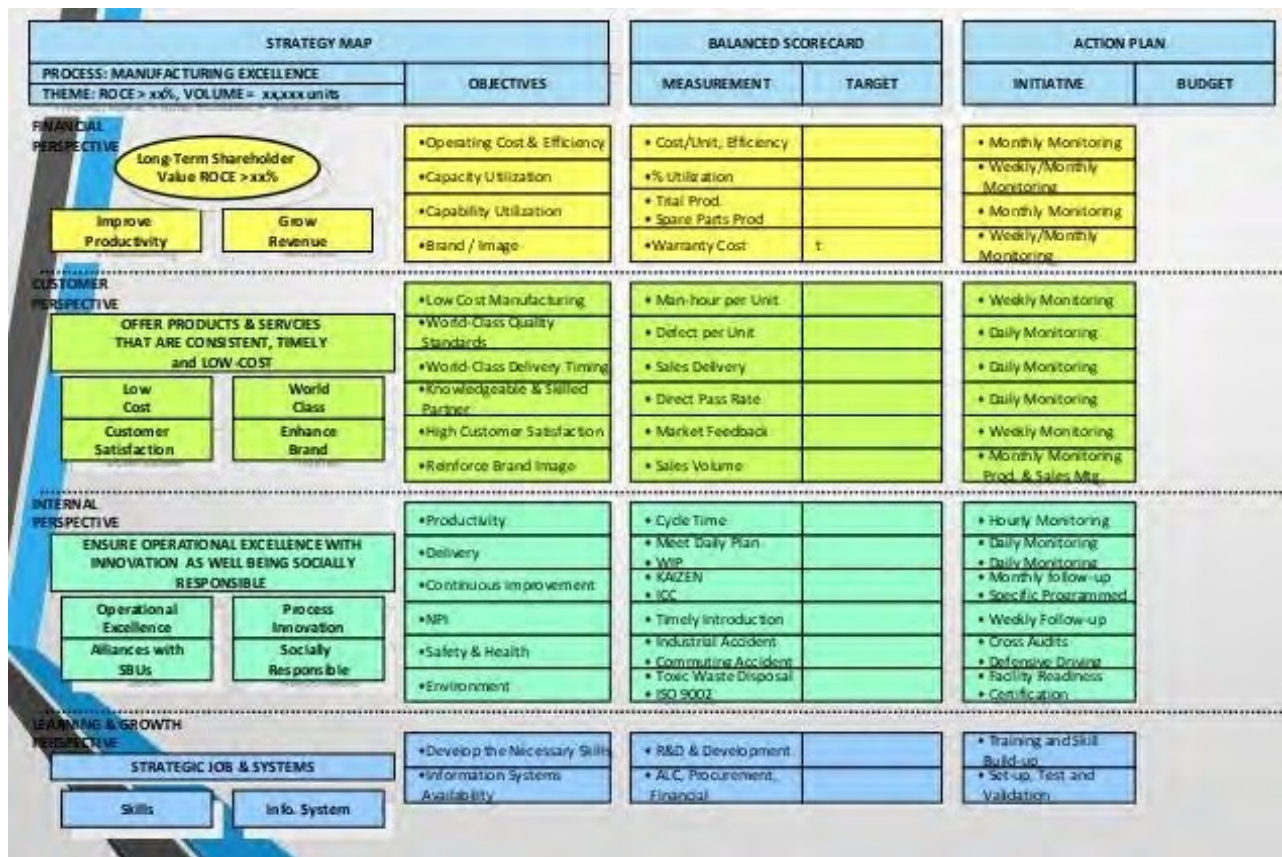 STRATEGY MAP
BALANCED SCORECARD
ACTION PLAN
PROCESS: MANUFACTURING EXCELLENCE
THEME: ROCE > xx%, VOLUME = xx,xxx units
OBJECTIVES
MEASUREMENT
TARGET
INITIATIVE
BUDGET
FINANCIAL
PERSPECTIVE
Long-Term Shareholder
Value ROCE > xx%
Improve
Productivity
Grow
Revenue
•Operating Cost & Efficiency
• Cost/Unit, Efficiency
• Monthly Monitoring
•Capacity Utilization
•% Utilization
• Weekly/Monthly
Monitoring
•Capability Utilization
• Trial Prod.
• Spare Parts Prod
• Monthly Monitoring
•Brand / Image
•Warranty Cost
t
• Weekly/Monthly
Monitoring
CUSTOMER
PERSPECTIVE
OFFER PRODUCTS & SERVCIES
THAT ARE CONSISTENT, TIMELY
and LOW-COST
Low
Cost
World
Class
Customer
Satisfaction
Enhance
Brand
•Low Cost Manufacturing
• Man-hour per Unit
• Weekly Monitoring
•World-Class Quality
Standards
• Defect per Unit
• Daily Monitoring
•World-Class Delivery Timing
• Sales Delivery
• Daily Monitoring
•Knowledgeable & Skilled
Partner
• Direct Pass Rate
• Daily Monitoring
•High Customer Satisfaction
• Market Feedback
• Weekly Monitoring
•Reinforce Brand Image
• Sales Volume
• Monthly Monitoring
Prod. & Sales Mtg.
INTERNAL
PERSPECTIVE
ENSURE OPERATIONAL EXCELLENCE WITH
INNOVATION AS WELL BEING SOCIALLY
RESPONSIBLE
Operational
Excellence
Process
Innovation
Alliances with
SBUs
Socially
Responsible
•Productivity
• Cycle Time
• Hourly Monitoring
•Delivery
• Meet Daily Plan
• WIP
• Daily Monitoring
• Daily Monitoring
•Continuous Improvement
• KAIZEN
• ICC
• Monthly follow-up
• Specific Programmed
•NPI
• Timely Introduction
• Weekly Follow-up
•Safety & Health
• Industrial Accident
• Commuting Accident
• Cross Audits
• Defensive Driving
•Environment
• Toxic Waste Disposal
• ISO 9002
• Facility Readiness
• Certification
LEARNING & GROWTH
PERSPECTIVE
STRATEGIC JOB & SYSTEMS
Skills
Info. System
•Develop the Necessary Skills
• R&D & Development
• Training and Skill
Build-up
•Information Systems
Availability
• ALC, Procurement,
Financial
• Set-up, Test and
Validation